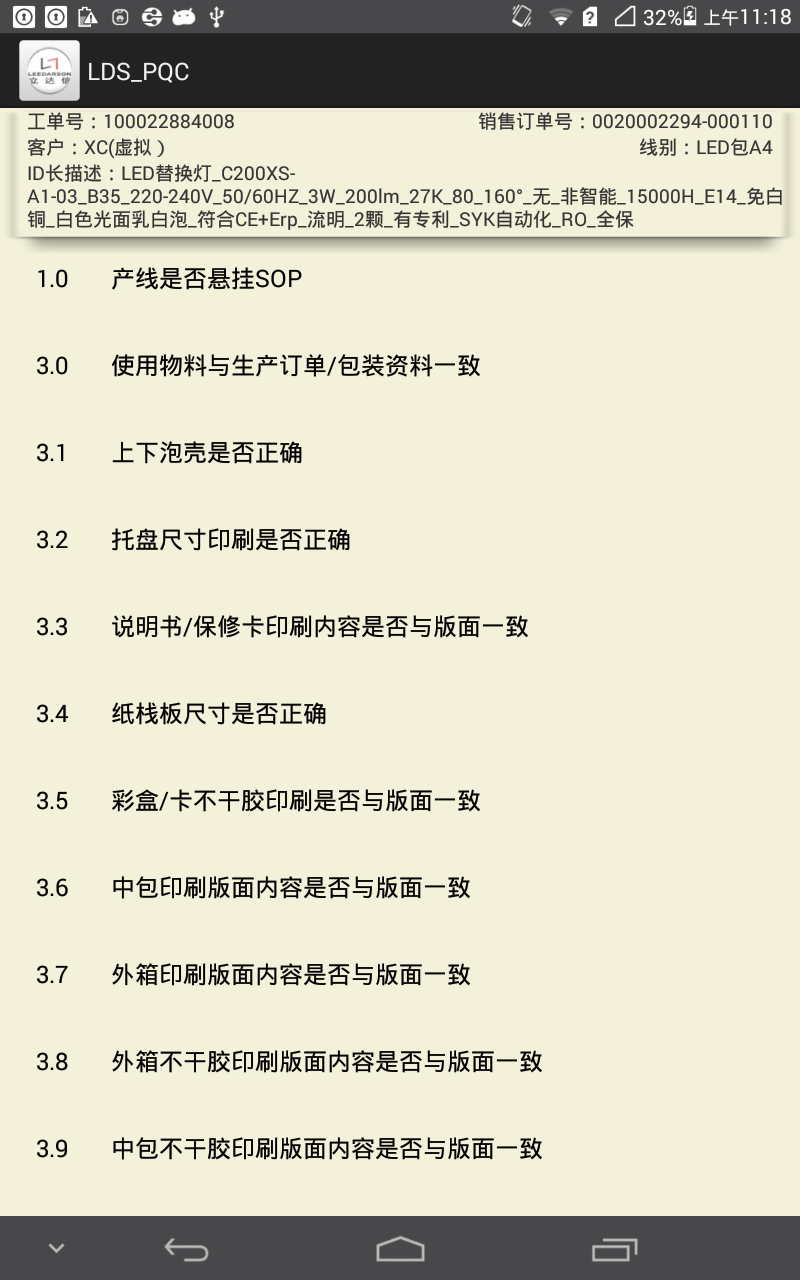 32% 上午11:18
LEEDARSON
立 达 信
LDS_PQC
工单号：100022884008 销售订单号：0020002294-000110
客户：XC(虚拟） 线别：LED包A4
ID长描述：LED替换灯_C200XS-
A1-03_B35_220-240V_50/60HZ_3W_200lm_27K_80_160°_无_非智能_15000H_E14_免白
铜_白色光面乳白泡_符合CE+Erp_流明_2颗_有专利_SYK自动化_RO_全保
1.0 产线是否悬挂SOP
3.0 使用物料与生产订单/包装资料一致
3.1 上下泡壳是否正确
3.2 托盘尺寸印刷是否正确
3.3 说明书/保修卡印刷内容是否与版面一致
3.4 纸栈板尺寸是否正确
3.5 彩盒/卡不干胶印刷是否与版面一致
3.6 中包印刷版面内容是否与版面一致
3.7 外箱印刷版面内容是否与版面一致
3.8 外箱不干胶印刷版面内容是否与版面一致
3.9 中包不干胶印刷版面内容是否与版面一致